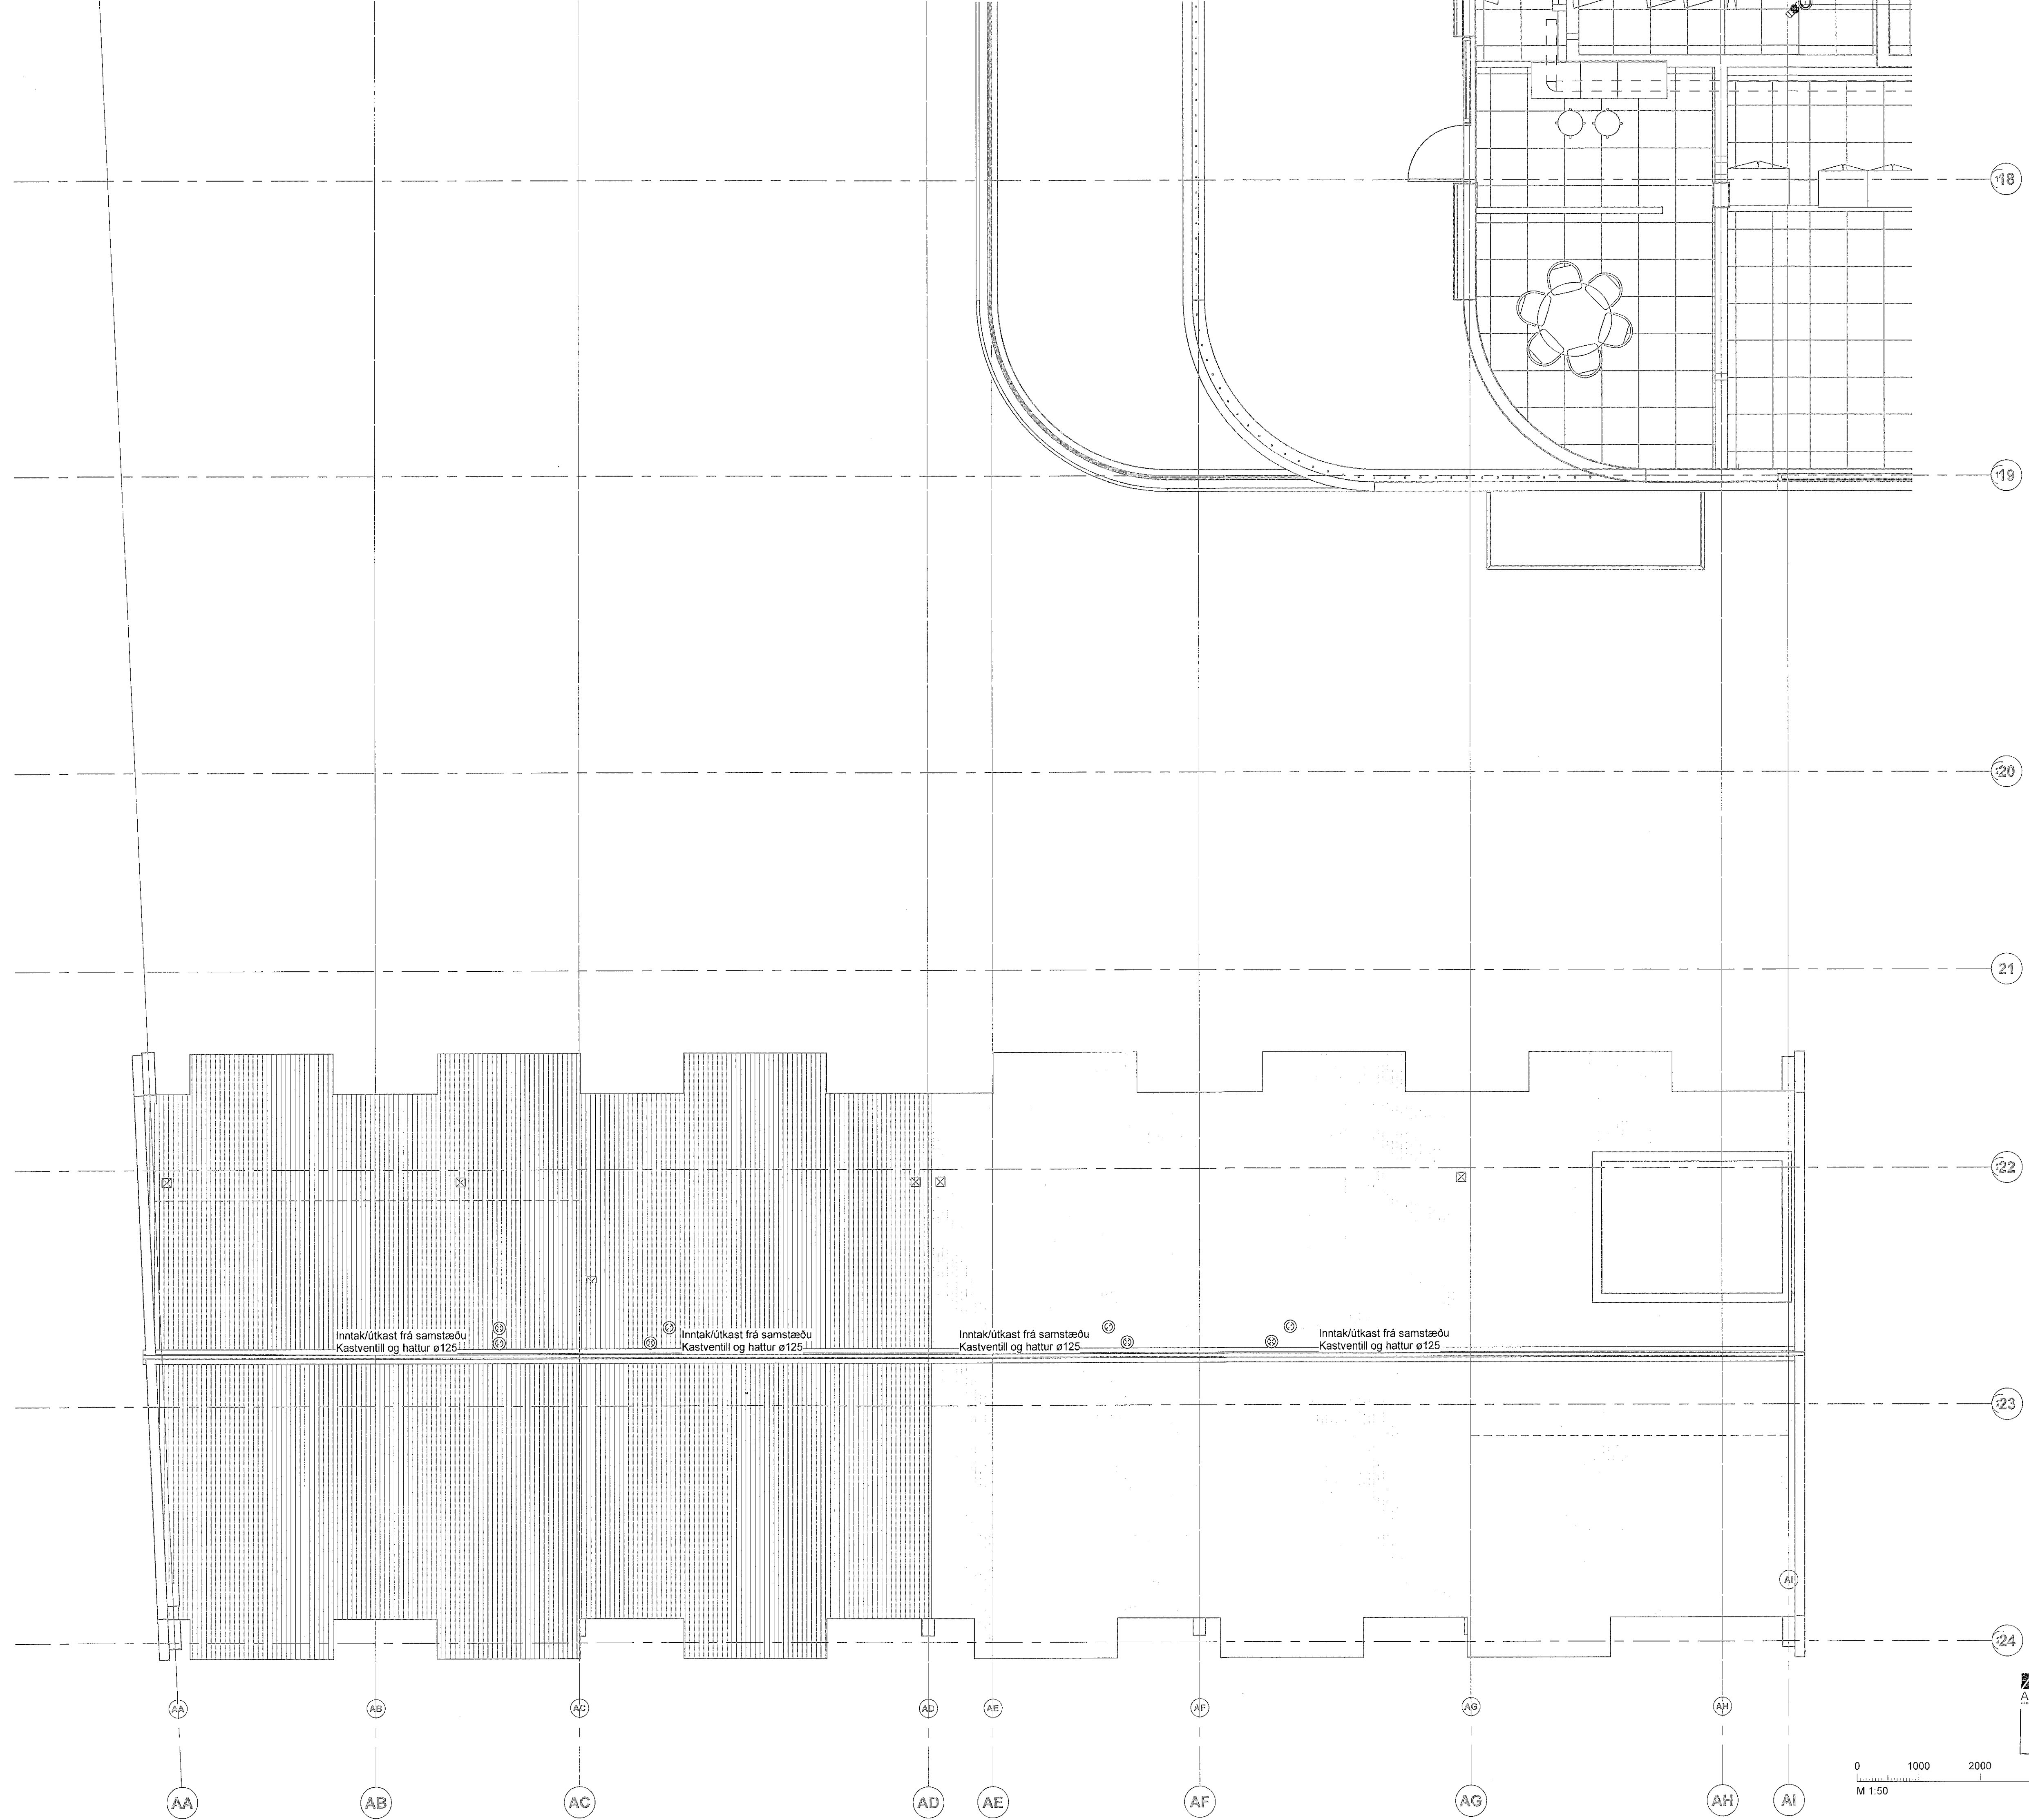 18
19
20
21
22
Inntak/útkast frá samstæðu
Kastventill og hattur ø125
Inntak/útkast frá samstæðu
Kastventill og hattur ø125
Inntak/útkast frá samstæðu
Kastventill og hattur ø125
Inntak/útkast frá samstæðu
Kastventill og hattur ø125
23
AI
24
AA AB AC AD AE AF AG AH
0 1000 2000
M 1:50
AA AB AC AD AE AF AG AH AI